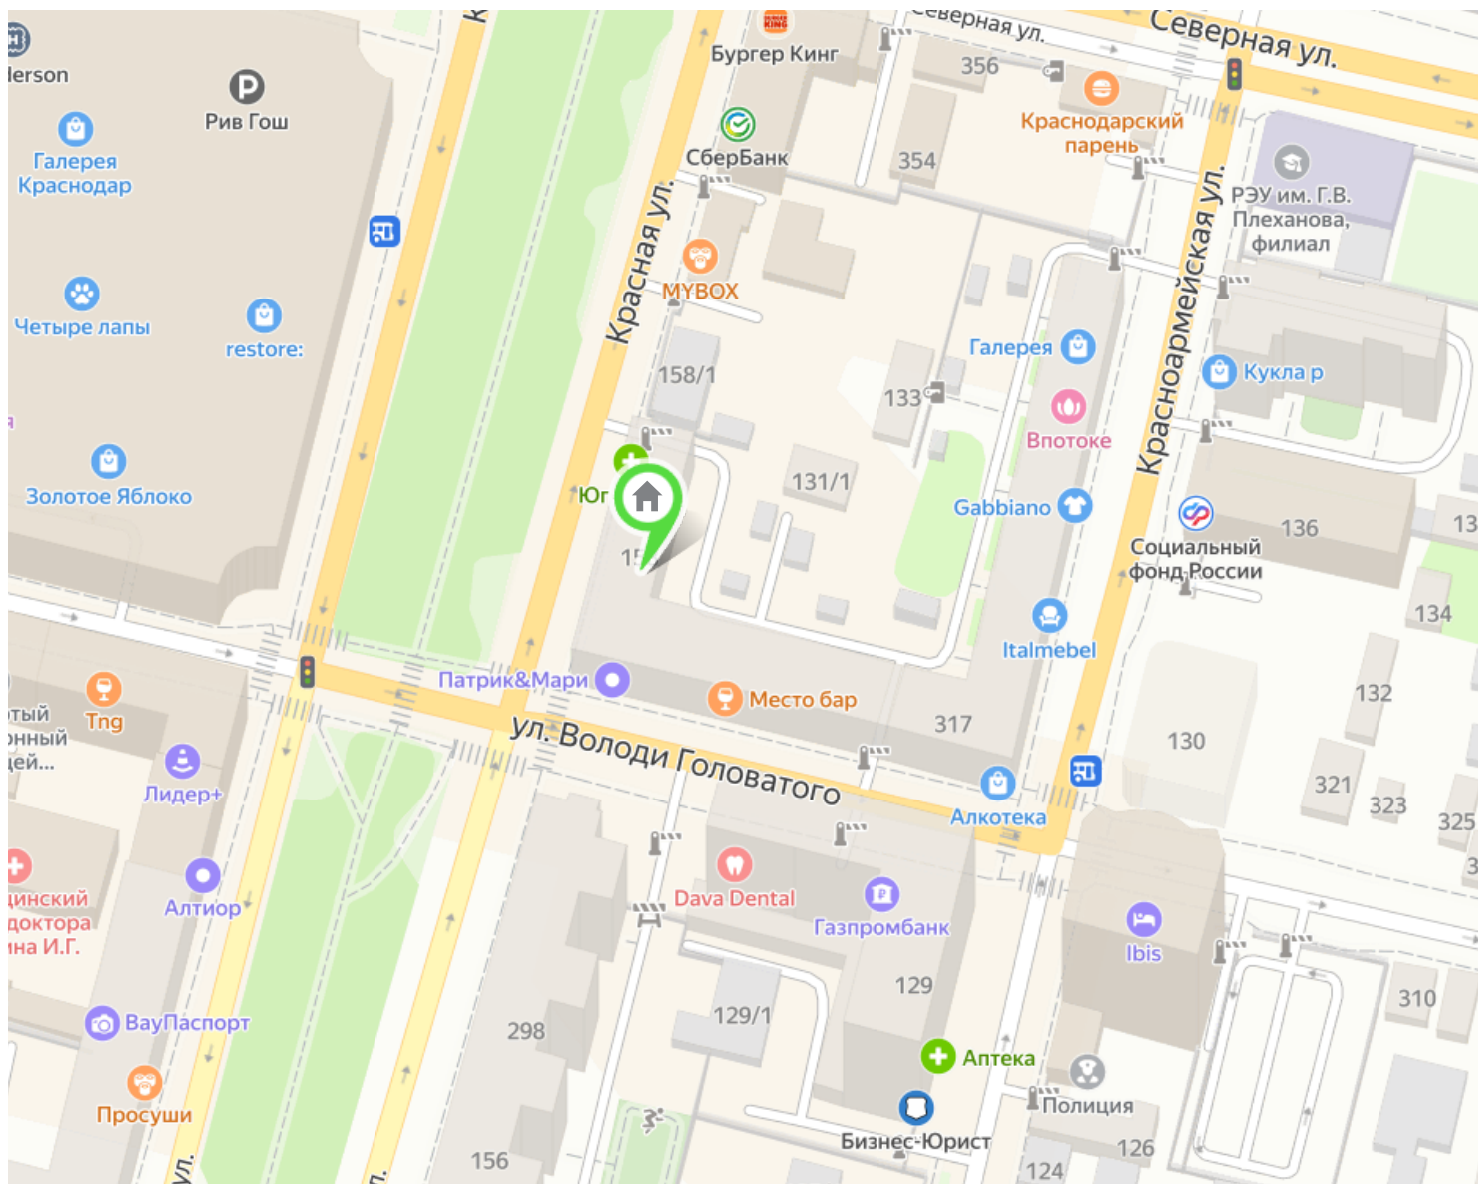 Северная ул.
Северная ул.
Бургер Кинг
BURGER
KING
356
Рив Гош
P
Галерея
Краснодар
СберБанк
354
Краснодарский
парень
РЭУ им. Г.В.
Плеханова,
филиал
Красная ул.
MYBOX
Красноармейская ул.
Четыре лапы
restore:
158/1
133
Галерея
Кукла р
Впотоке
Золотое Яблоко
Юг
131/1
Gabbiano
136
Социальный
фонд России
134
Italmebel
Патрик&Мари
Место бар
317
132
130
Tng
ул. Володи Головатого
Лидер+
Алкотека
321
323
325
Dava Dental
Газпромбанк
Алтиор
Ibis
129
310
129/1
298
ВауПаспорт
Аптека
Просуши
Полиция
Бизнес-Юрист
126
124
156
ул.